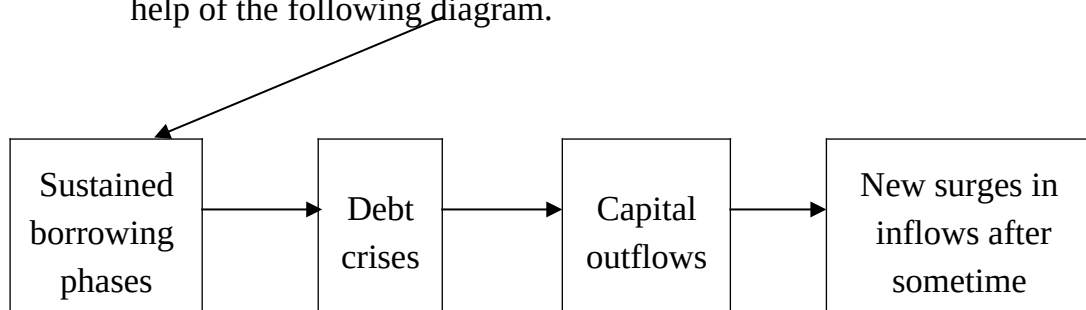 help of the following diagram.
Sustained
borrowing
phases
Debt
crises
Capital
outflows
New surges in
inflows after
sometime